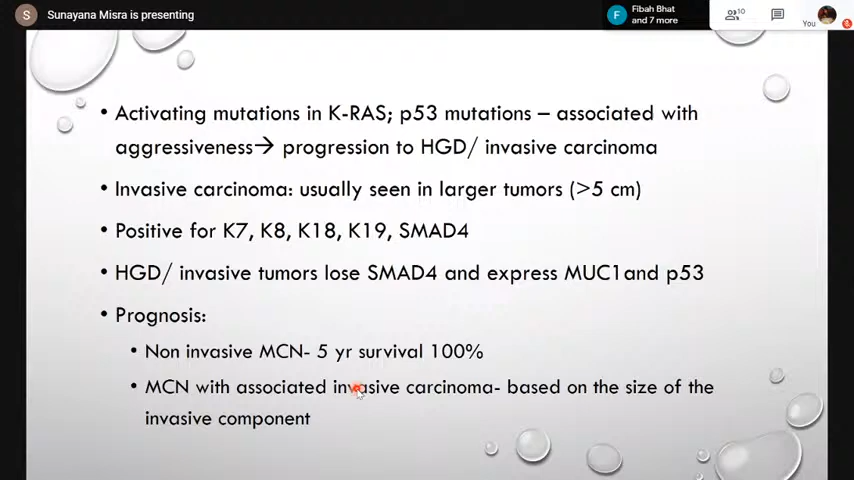 S Sunayana Misra is presenting
F Fibah Bhat
and 7 more
10
You
• Activating mutations in K-RAS; p53 mutations – associated with
aggressiveness→ progression to HGD/ invasive carcinoma
• Invasive carcinoma: usually seen in larger tumors (>5 cm)
• Positive for K7, K8, K18, K19, SMAD4
• HGD/ invasive tumors lose SMAD4 and express MUC1and p53
• Prognosis:
• Non invasive MCN- 5 yr survival 100%
• MCN with associated invasive carcinoma- based on the size of the
invasive component